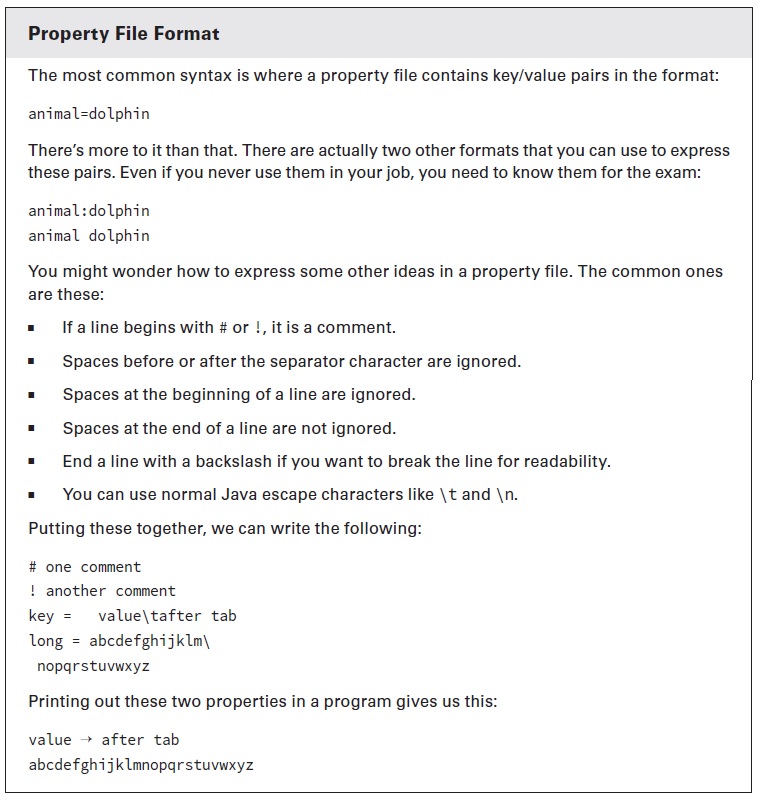 Property File Format
The most common syntax is where a property file contains key/value pairs in the format:
animal=dolphin
There’s more to it than that. There are actually two other formats that you can use to express
these pairs. Even if you never use them in your job, you need to know them for the exam:
animal:dolphin
animal dolphin
You might wonder how to express some other ideas in a property file. The common ones
are these:
■ If a line begins with # or !, it is a comment.
■ Spaces before or after the separator character are ignored.
■ Spaces at the beginning of a line are ignored.
■ Spaces at the end of a line are not ignored.
■ End a line with a backslash if you want to break the line for readability.
■ You can use normal Java escape characters like \t and \n.
Putting these together, we can write the following:
# one comment
! another comment
key =   value\tafter tab
long = abcdefghijklm\
 nopqrstuvwxyz
Printing out these two properties in a program gives us this:
value → after tab
abcdefghijklmnopqrstuvwxyz